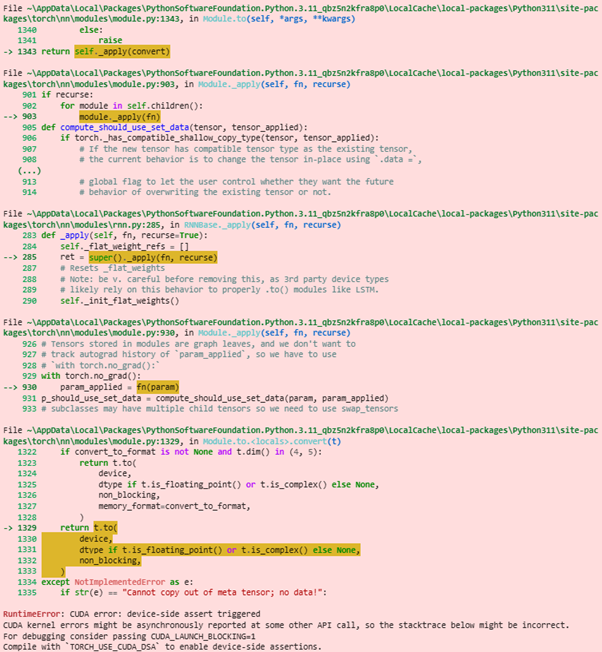 File ~\AppData\Local\Packages\PythonSoftwareFoundation.Python.3.11_qbz5n2kfra8p0\LocalCache\local-packages\Python311\site-pac
kages\torch\nn\modules\module.py:1343, in Module.to(self, *args, **kwargs)
1340 else:
1341 raise
-> 1343 return self._apply(convert)
File ~\AppData\Local\Packages\PythonSoftwareFoundation.Python.3.11_qbz5n2kfra8p0\LocalCache\local-packages\Python311\site-pac
kages\torch\nn\modules\module.py:903, in Module._apply(self, fn, recurse)
901 if recurse:
902 for module in self.children():
--> 903 module._apply(fn)
905 def compute_should_use_set_data(tensor, tensor_applied):
906 if torch._has_compatible_shallow_copy_type(tensor, tensor_applied):
907 # If the new tensor has compatible tensor type as the existing tensor,
908 # the current behavior is to change the tensor in-place using `.data =`,
(...)
913 # global flag to let the user control whether they want the future
914 # behavior of overwriting the existing tensor or not.
File ~\AppData\Local\Packages\PythonSoftwareFoundation.Python.3.11_qbz5n2kfra8p0\LocalCache\local-packages\Python311\site-pac
kages\torch\nn\modules\rnn.py:285, in RNNBase._apply(self, fn, recurse)
283 def _apply(self, fn, recurse=True):
284 self._flat_weight_refs = []
--> 285 ret = super()._apply(fn, recurse)
287 # Resets _flat_weights
288 # Note: be v. careful before removing this, as 3rd party device types
289 # likely rely on this behavior to properly .to() modules like LSTM.
290 self._init_flat_weights()
File ~\AppData\Local\Packages\PythonSoftwareFoundation.Python.3.11_qbz5n2kfra8p0\LocalCache\local-packages\Python311\site-pac
kages\torch\nn\modules\module.py:930, in Module._apply(self, fn, recurse)
926 # Tensors stored in modules are graph leaves, and we don't want to
927 # track autograd history of `param_applied`, so we have to use
928 # `with torch.no_grad():`
929 with torch.no_grad():
--> 930 param_applied = fn(param)
931 p_should_use_set_data = compute_should_use_set_data(param, param_applied)
933 # subclasses may have multiple child tensors so we need to use swap_tensors
File ~\AppData\Local\Packages\PythonSoftwareFoundation.Python.3.11_qbz5n2kfra8p0\LocalCache\local-packages\Python311\site-pac
kages\torch\nn\modules\module.py:1329, in Module.to.<locals>.convert(t)
1322 if convert_to_format is not None and t.dim() in (4, 5):
1323 return t.to(
1324 device,
1325 dtype if t.is_floating_point() or t.is_complex() else None,
1326 non_blocking,
1327 memory_format=convert_to_format,
1328 )
-> 1329 return t.to(
1330 device,
1331 dtype if t.is_floating_point() or t.is_complex() else None,
1332 non_blocking,
1333 )
1334 except NotImplementedError as e:
1335 if str(e) == "Cannot copy out of meta tensor; no data!":
RuntimeError: CUDA error: device-side assert triggered
CUDA kernel errors might be asynchronously reported at some other API call, so the stacktrace below might be incorrect.
For debugging consider passing CUDA_LAUNCH_BLOCKING=1
Compile with `TORCH_USE_CUDA_DSA` to enable device-side assertions.